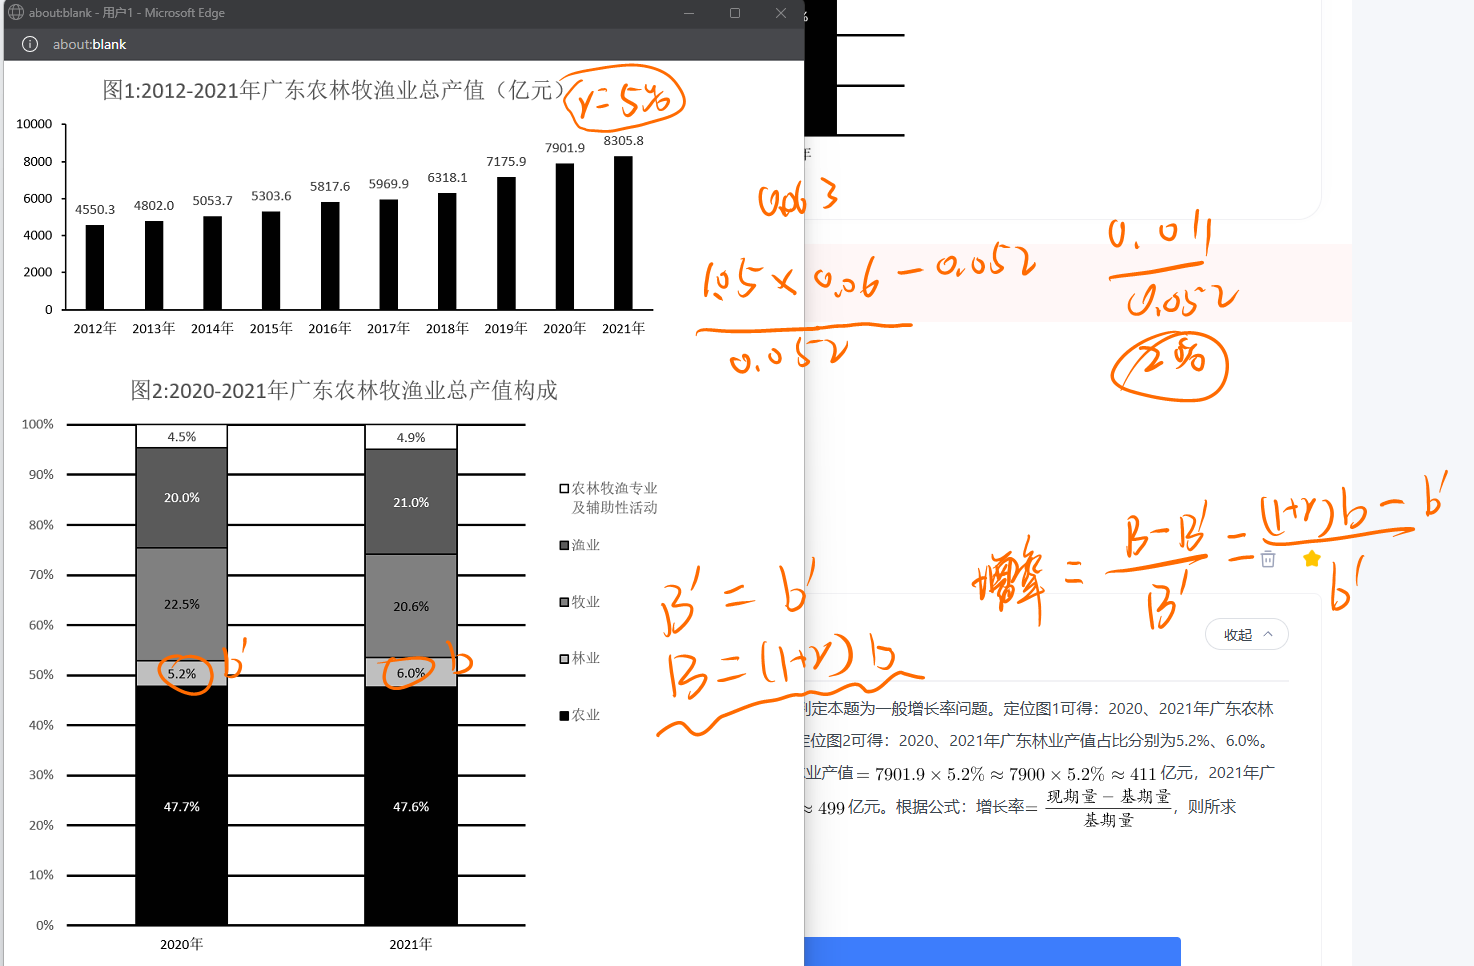 about:blank - 用户1 - Microsoft Edge
about:blank
图1:2012-2021年广东农林牧渔业总产值（亿元）
r=5%
10000
8000
6000
4000
2000
0
4550.3
4802.0
5053.7
5303.6
5817.6
5969.9
6318.1
7175.9
7901.9
8305.8
2012年
2013年
2014年
2015年
2016年
2017年
2018年
2019年
2020年
2021年
%
年
0.063
1.05×0.06-0.052
0.052
0.011
0.052
2%
图2:2020-2021年广东农林牧渔业总产值构成
100%
90%
80%
70%
60%
50%
40%
30%
20%
10%
0%
4.5%
20.0%
22.5%
5.2%
47.7%
4.9%
21.0%
20.6%
6.0%
47.6%
b'
b
2020年
2021年
农林牧渔专业
及辅助性活动
渔业
牧业
林业
农业
B'=b'
B=(1+r)b
增率=B-B'/B'=(1+r)b-b'/b'
收起
判定本题为一般增长率问题。定位图1可得：2020、2021年广东农林
定位图2可得：2020、2021年广东林业产值占比分别为5.2%、6.0%。
业产值=7901.9×5.2%≈7900×5.2%≈411亿元，2021年广
≈499亿元。根据公式：增长率=现期量-基期量/基期量，则所求